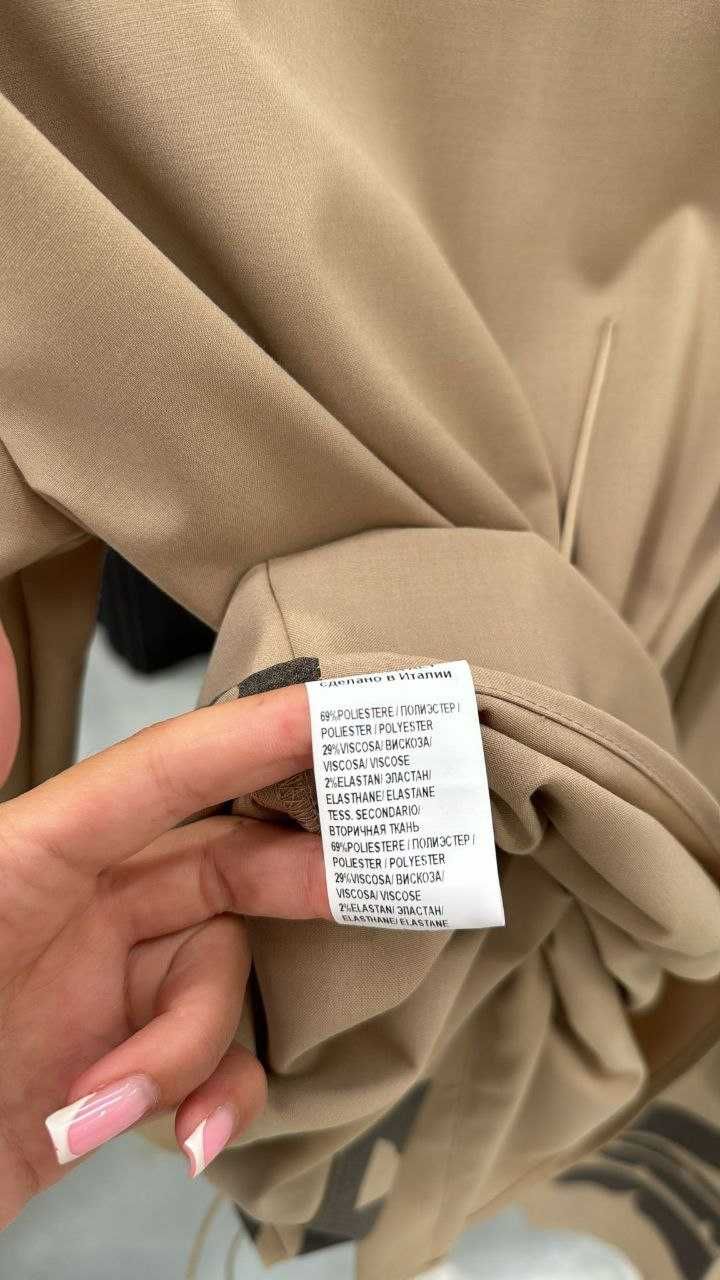 Сделано в Италии
69%POLIESTERE / ПОЛИЭСТЕР /
POLIESTER / POLYESTER
29%VISCOSA/ ВИСКОЗА/
VISCOSA/ VISCOSE
2%ELASTAN/ ЭЛАСТАН/
ELASTHANE/ ELASTANE
TESS. SECONDARIO/
ВТОРИЧНАЯ ТКАНЬ
69%POLIESTERE / ПОЛИЭСТЕР /
POLIESTER / POLYESTER
29%VISCOSA/ ВИСКОЗА/
VISCOSA/ VISCOSE
2%ELASTAN/ ЭЛАСТАН/
ELASTHANE/ ELASTANE